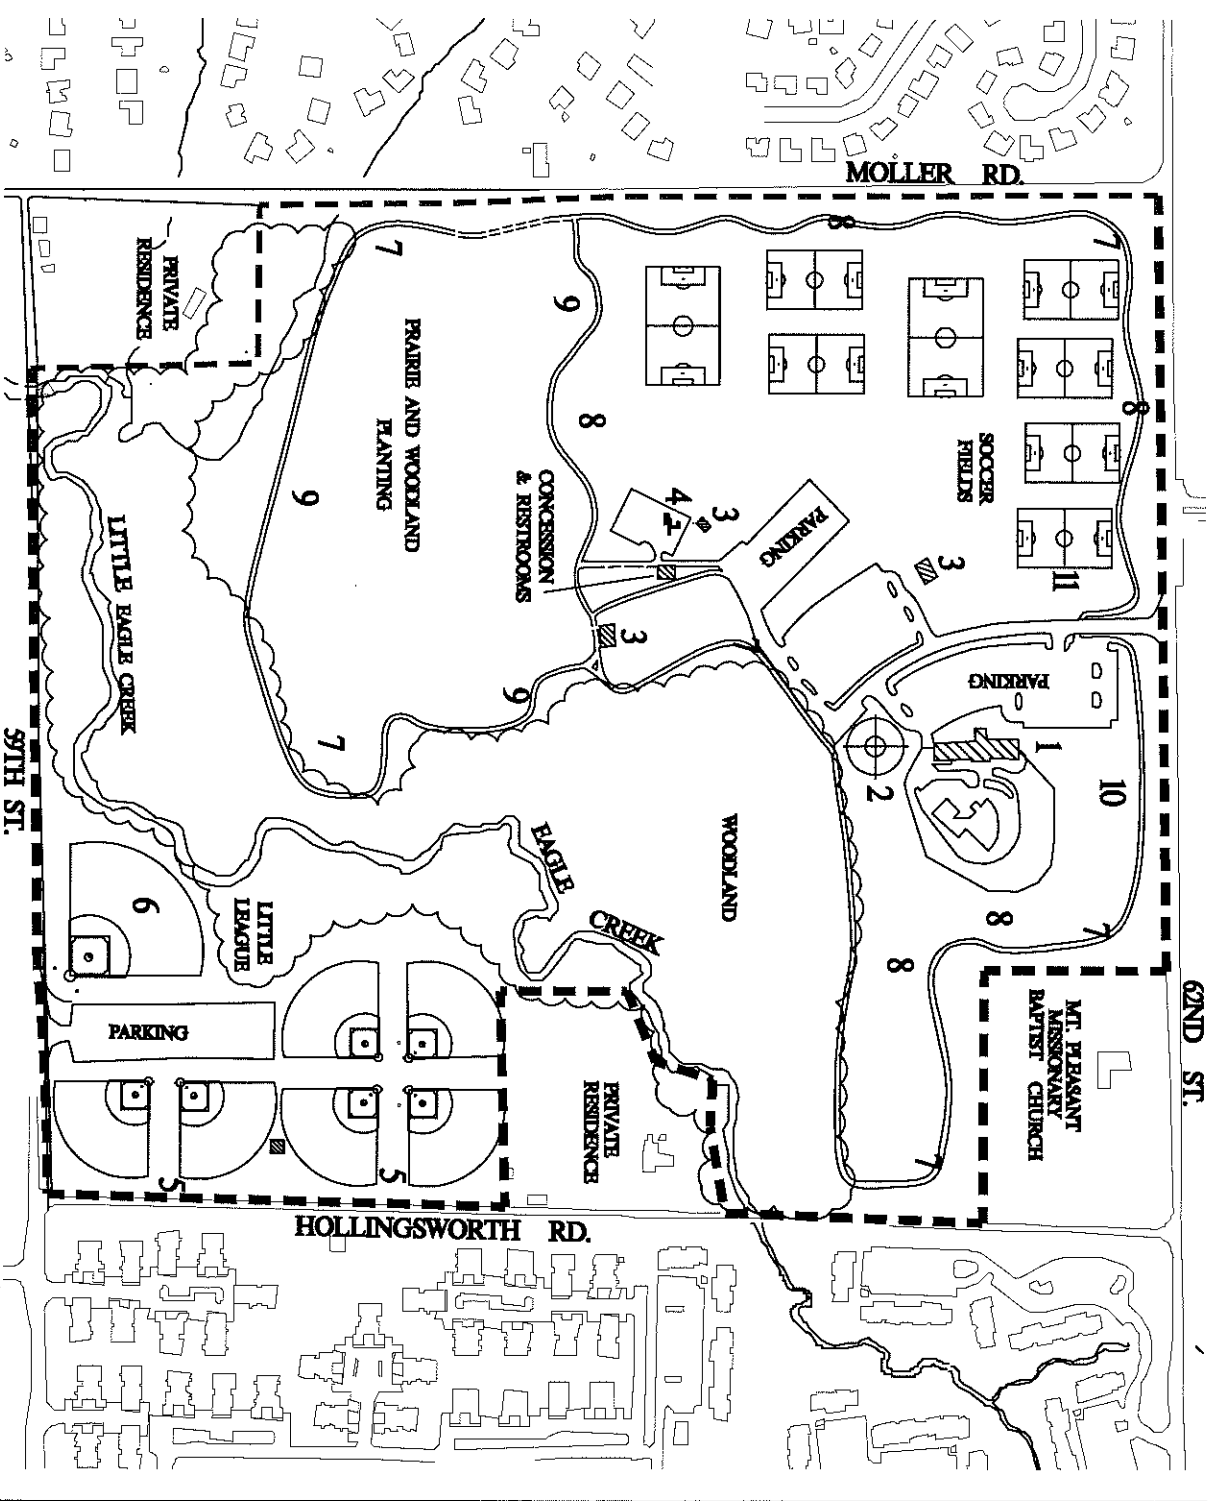 MOLLER RD.
62ND ST.
59TH ST.
HOLLINGSWORTH RD.
PRIVATE
RESIDENCE
PRAIRIE AND WOODLAND
PLANTING
SOCCER
FIELDS
CONCESSION
& RESTROOMS
PARKING
PARKING
LITTLE EAGLE CREEK
WOODLAND
EAGLE
CREEK
LITTLE
LEAGUE
PARKING
MT. PLEASANT
MISSIONARY
BAPTIST CHURCH
PRIVATE
RESIDENCE
7
8
7
9
8
8
9
4
3
3
11
3
9
7
1
2
10
6
8
7
8
7
5
5